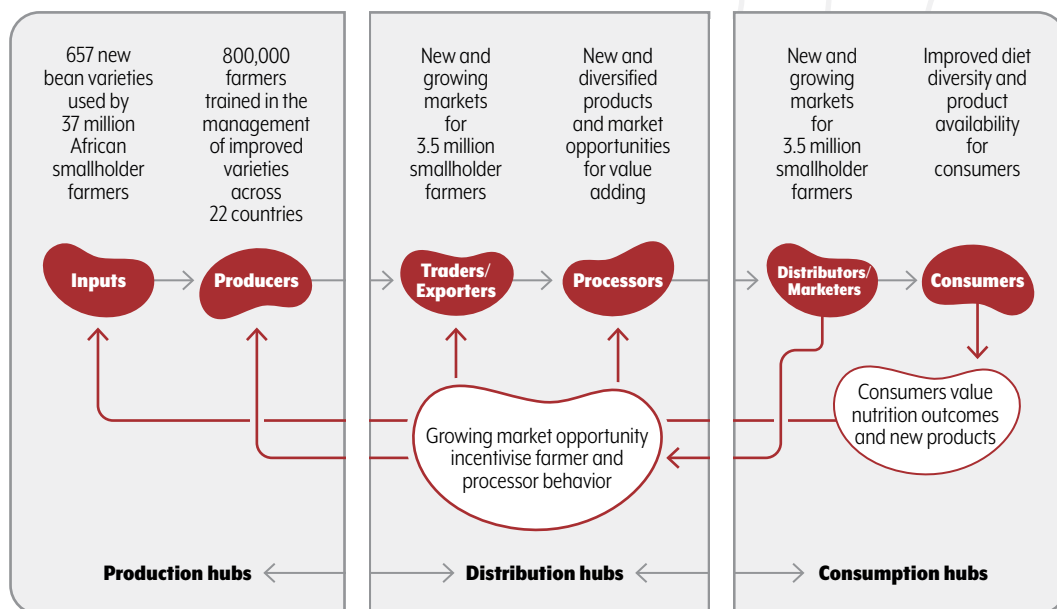 657 new
bean varieties
used by
37 million
African
smallholder
farmers
800,000
farmers
trained in the
management
of improved
varieties
across
22 countries
New and
growing
markets
for
3.5 million
smallholder
farmers
New and
diversified
products
and market
opportunities
for value
adding
New and
growing
markets
for
3.5 million
smallholder
farmers
Improved diet
diversity and
product
availability
for
consumers
Inputs
Producers
Traders/
Exporters
Processors
Distributors/
Marketers
Consumers
Growing market opportunity
incentivise farmer and
processor behavior
Consumers value
nutrition outcomes
and new products
Production hubs
Distribution hubs
Consumption hubs